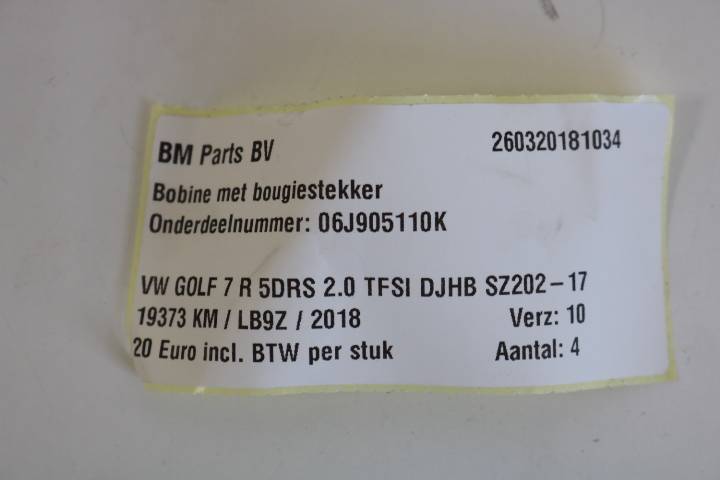 BM Parts BV 260320181034
Bobine met bougiestekker
Onderdeelnummer: 06J905110K
VW GOLF 7 R 5DRS 2.0 TFSI DJHB SZ202-17
19373 KM / LB9Z / 2018 Verz: 10
20 Euro incl. BTW per stuk Aantal: 4